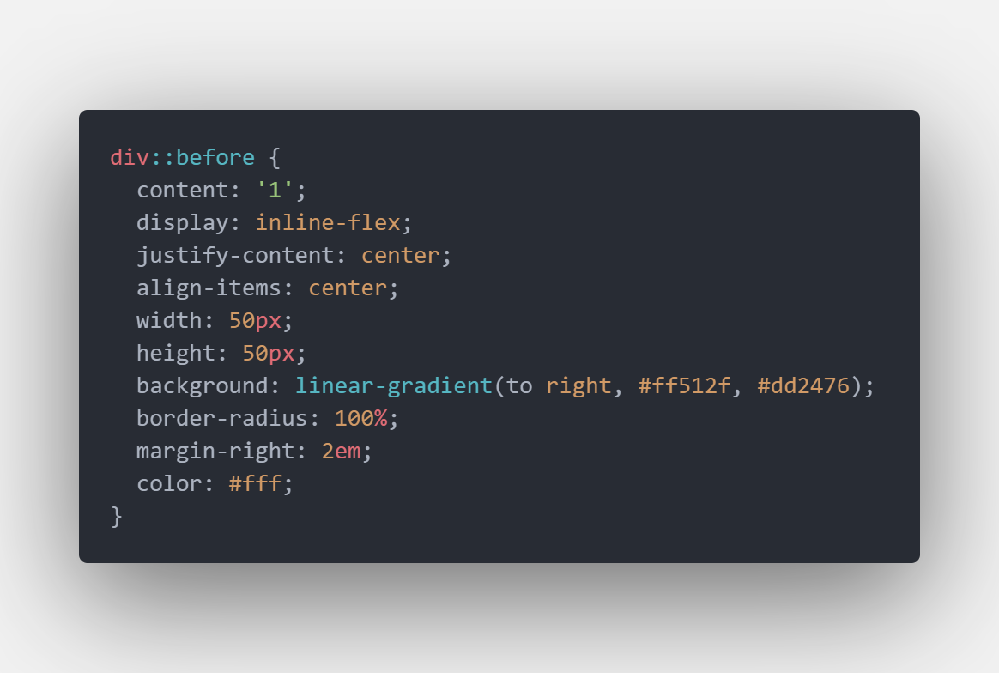 div::before {
  content: '1';
  display: inline-flex;
  justify-content: center;
  align-items: center;
  width: 50px;
  height: 50px;
  background: linear-gradient(to right, #ff512f, #dd2476);
  border-radius: 100%;
  margin-right: 2em;
  color: #fff;
}